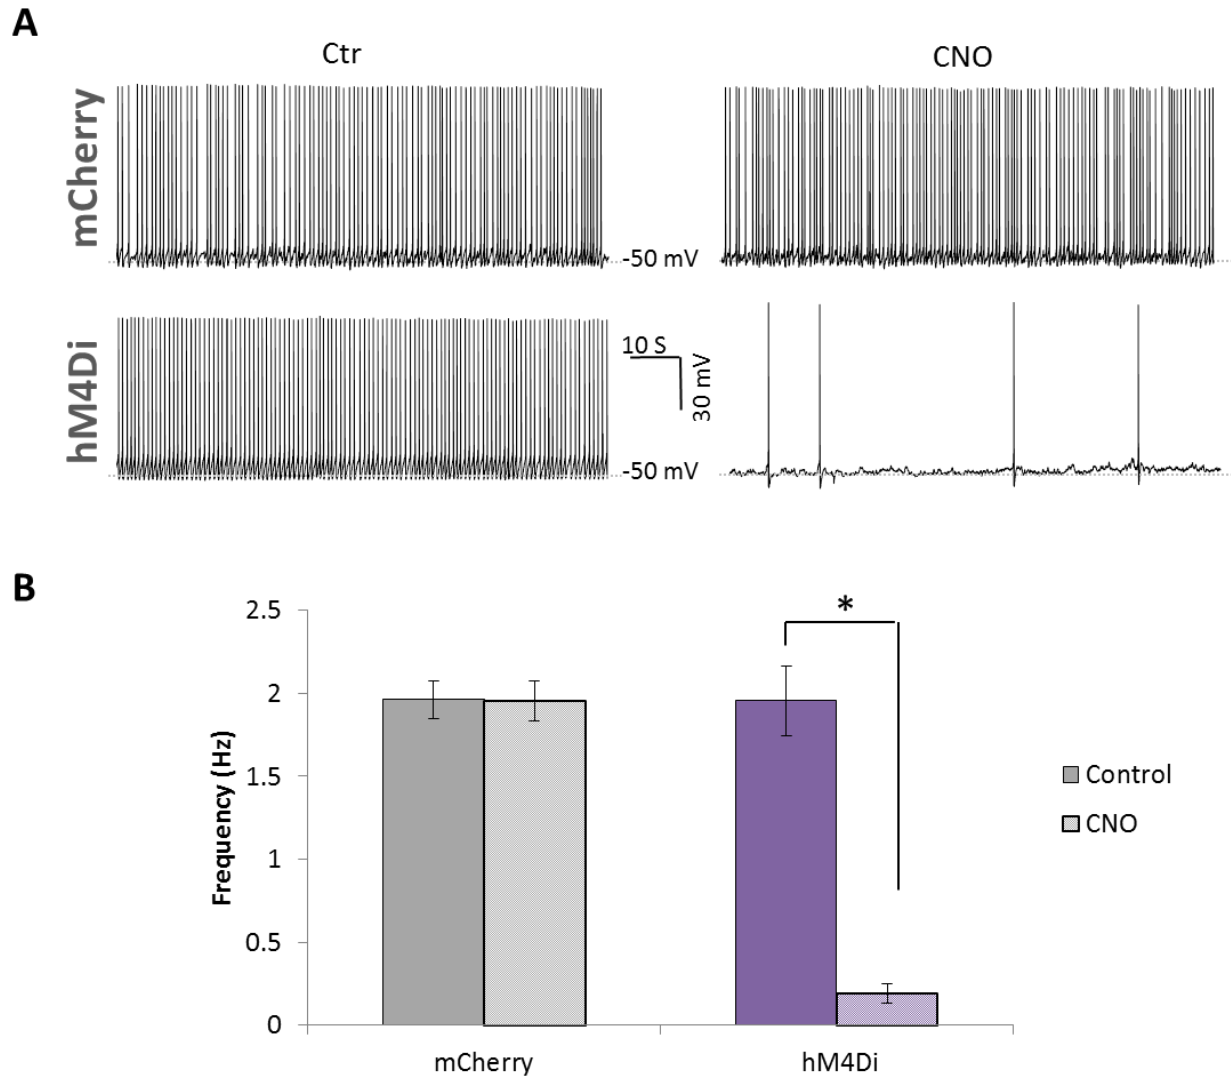 A
Ctr
CNO
mCherry
-50 mV
hM4Di
10 S
30 mV
-50 mV
B
*
2.5
2
1.5
1
0.5
0
Frequency (Hz)
Control
CNO
mCherry
hM4Di